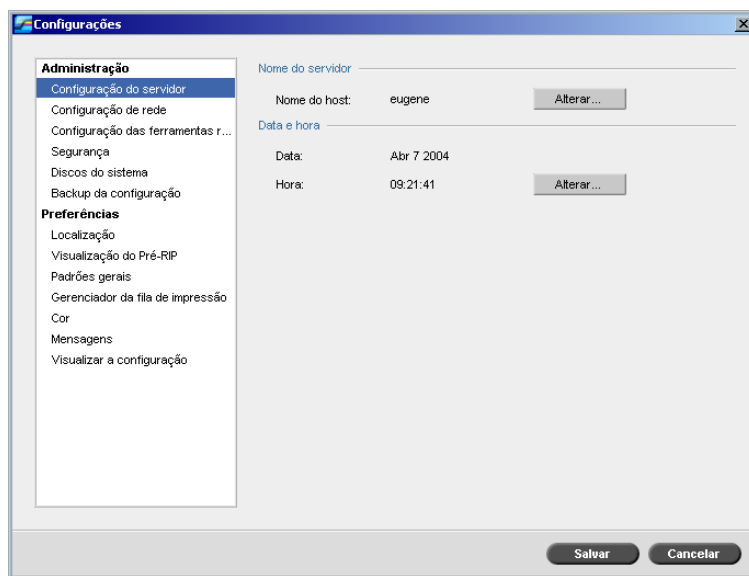 Configurações
Administração
Configuração do servidor
Configuração de rede
Configuração das ferramentas r...
Segurança
Discos do sistema
Backup da configuração
Preferências
Localização
Visualização do Pré-RIP
Padrões gerais
Gerenciador da fila de impressão
Cor
Mensagens
Visualizar a configuração
Nome do servidor
Nome do host: eugene Alterar...
Data e hora
Data: Abr 7 2004
Hora: 09:21:41 Alterar...
Salvar Cancelar